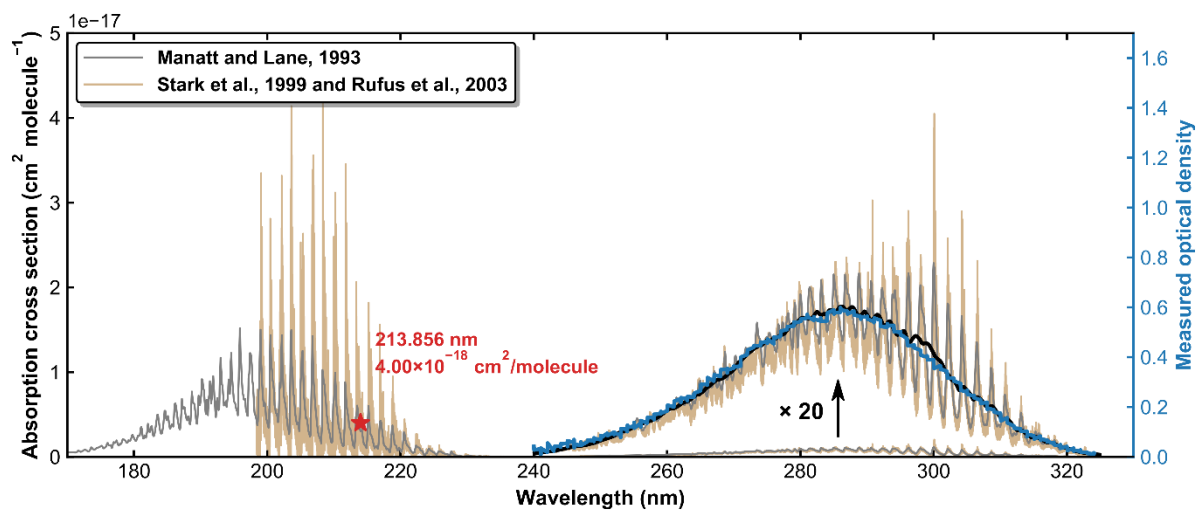 1e−17
Manatt and Lane, 1993
Stark et al., 1999 and Rufus et al., 2003
Absorption cross section (cm² molecule⁻¹)
5
4
3
2
1
0
213.856 nm
4.00×10⁻¹⁸ cm²/molecule
× 20
1.6
1.4
1.2
1.0
0.8
0.6
0.4
0.2
0.0
Measured optical density
180 200 220 240 260 280 300 320
Wavelength (nm)